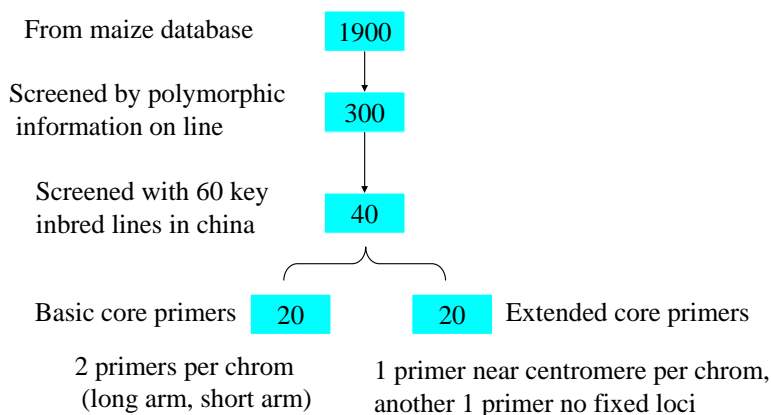 From maize database
1900
Screened by polymorphic
information on line
300
Screened with 60 key
inbred lines in china
40
Basic core primers
20
20
Extended core primers
2 primers per chrom
(long arm, short arm)
1 primer near centromere per chrom,
another 1 primer no fixed loci